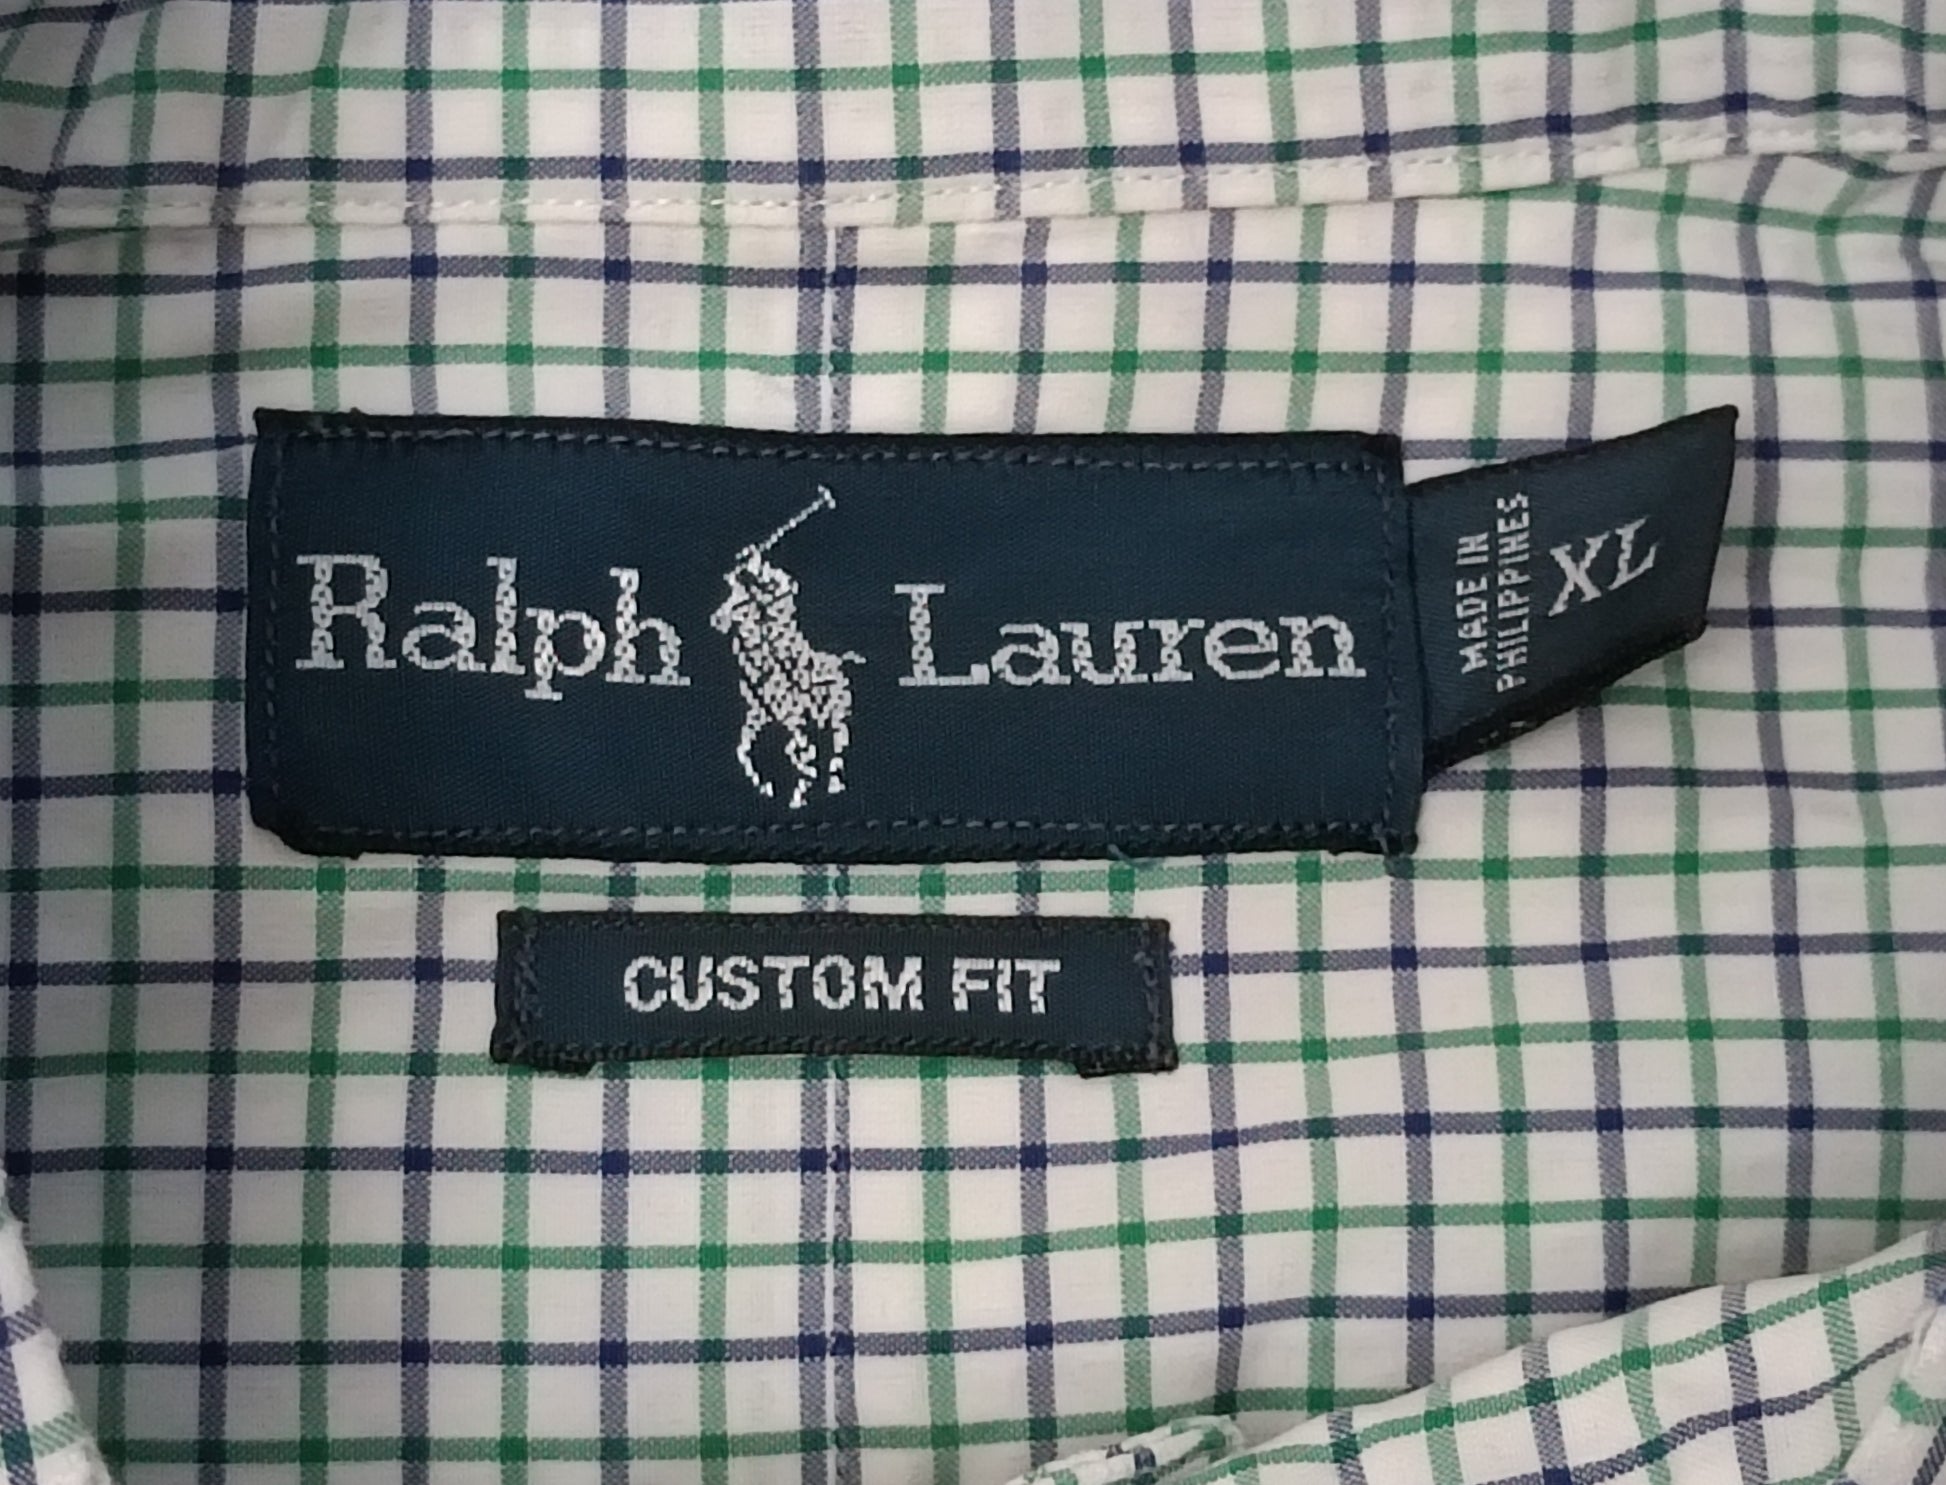 Ralph Lauren
MADE IN
PHILIPPINES
XL
CUSTOM FIT